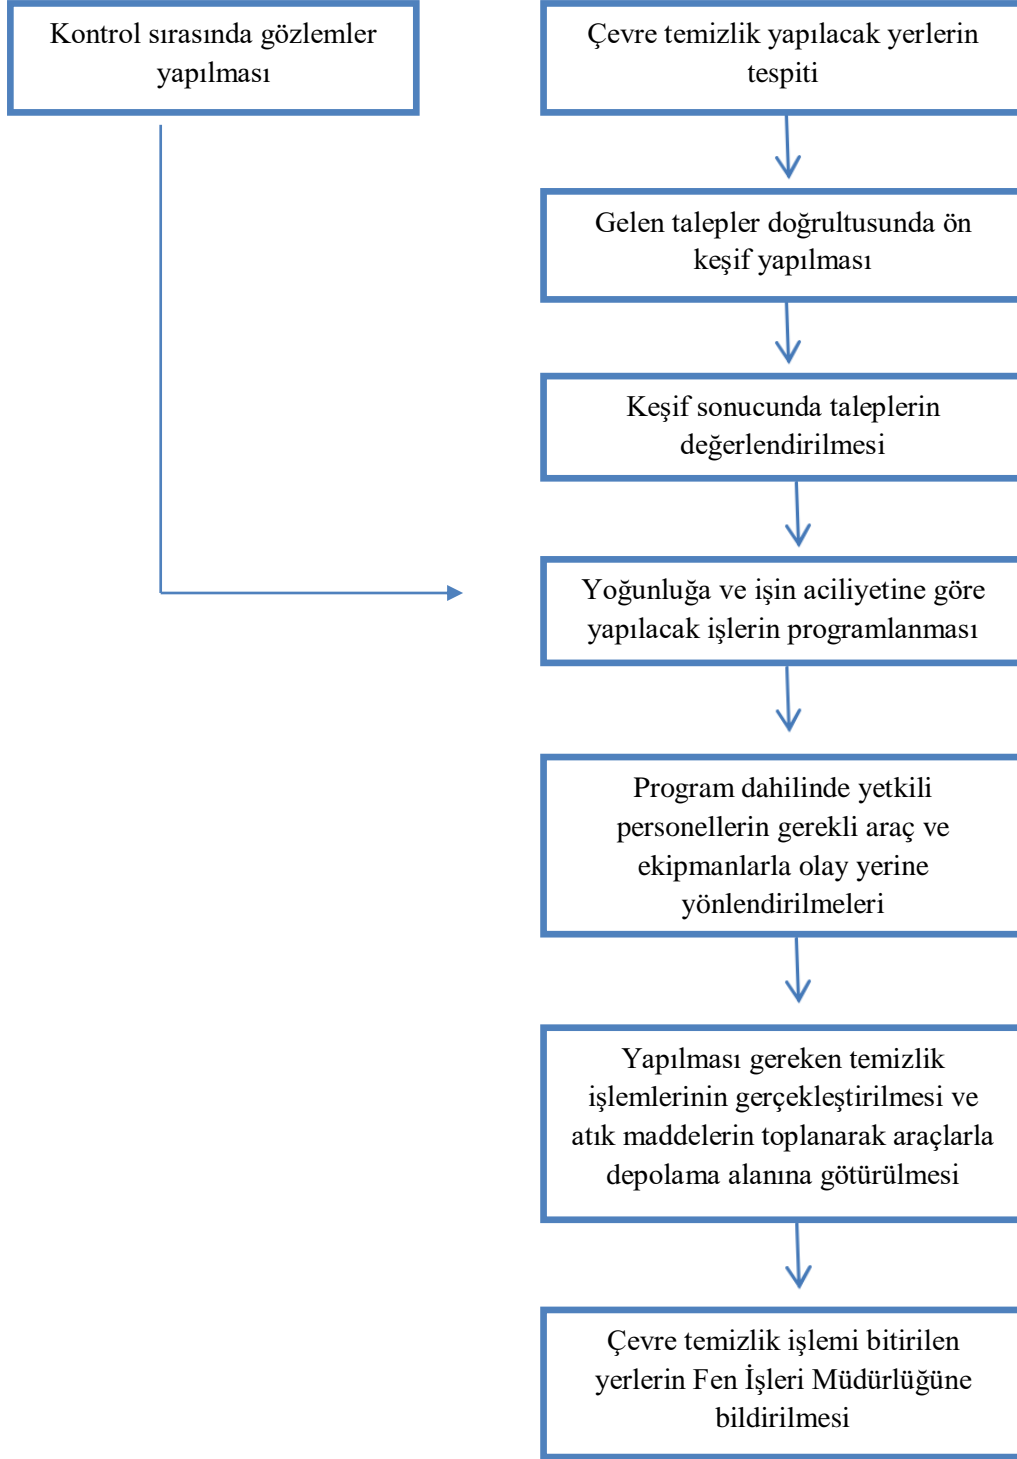 Kontrol sırasında gözlemler
yapılması
Çevre temizlik yapılacak yerlerin
tespiti
Gelen talepler doğrultusunda ön
keşif yapılması
Keşif sonucunda taleplerin
değerlendirilmesi
Yoğunluğa ve işin aciliyetine göre
yapılacak işlerin programlanması
Program dahilinde yetkili
personellerin gerekli araç ve
ekipmanlarla olay yerine
yönlendirilmeleri
Yapılması gereken temizlik
işlemlerinin gerçekleştirilmesi ve
atık maddelerin toplanarak araçlarla
depolama alanına götürülmesi
Çevre temizlik işlemi bitirilen
yerlerin Fen İşleri Müdürlüğüne
bildirilmesi